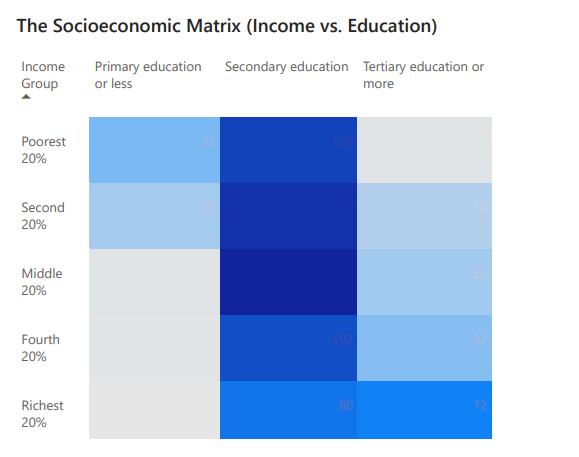 The Socioeconomic Matrix (Income vs. Education)
Income Group
Primary education or less
Secondary education
Tertiary education or more
Poorest 20%
35
Second 20%
Middle 20%
24
Fourth 20%
102
32
Richest 20%
80
72